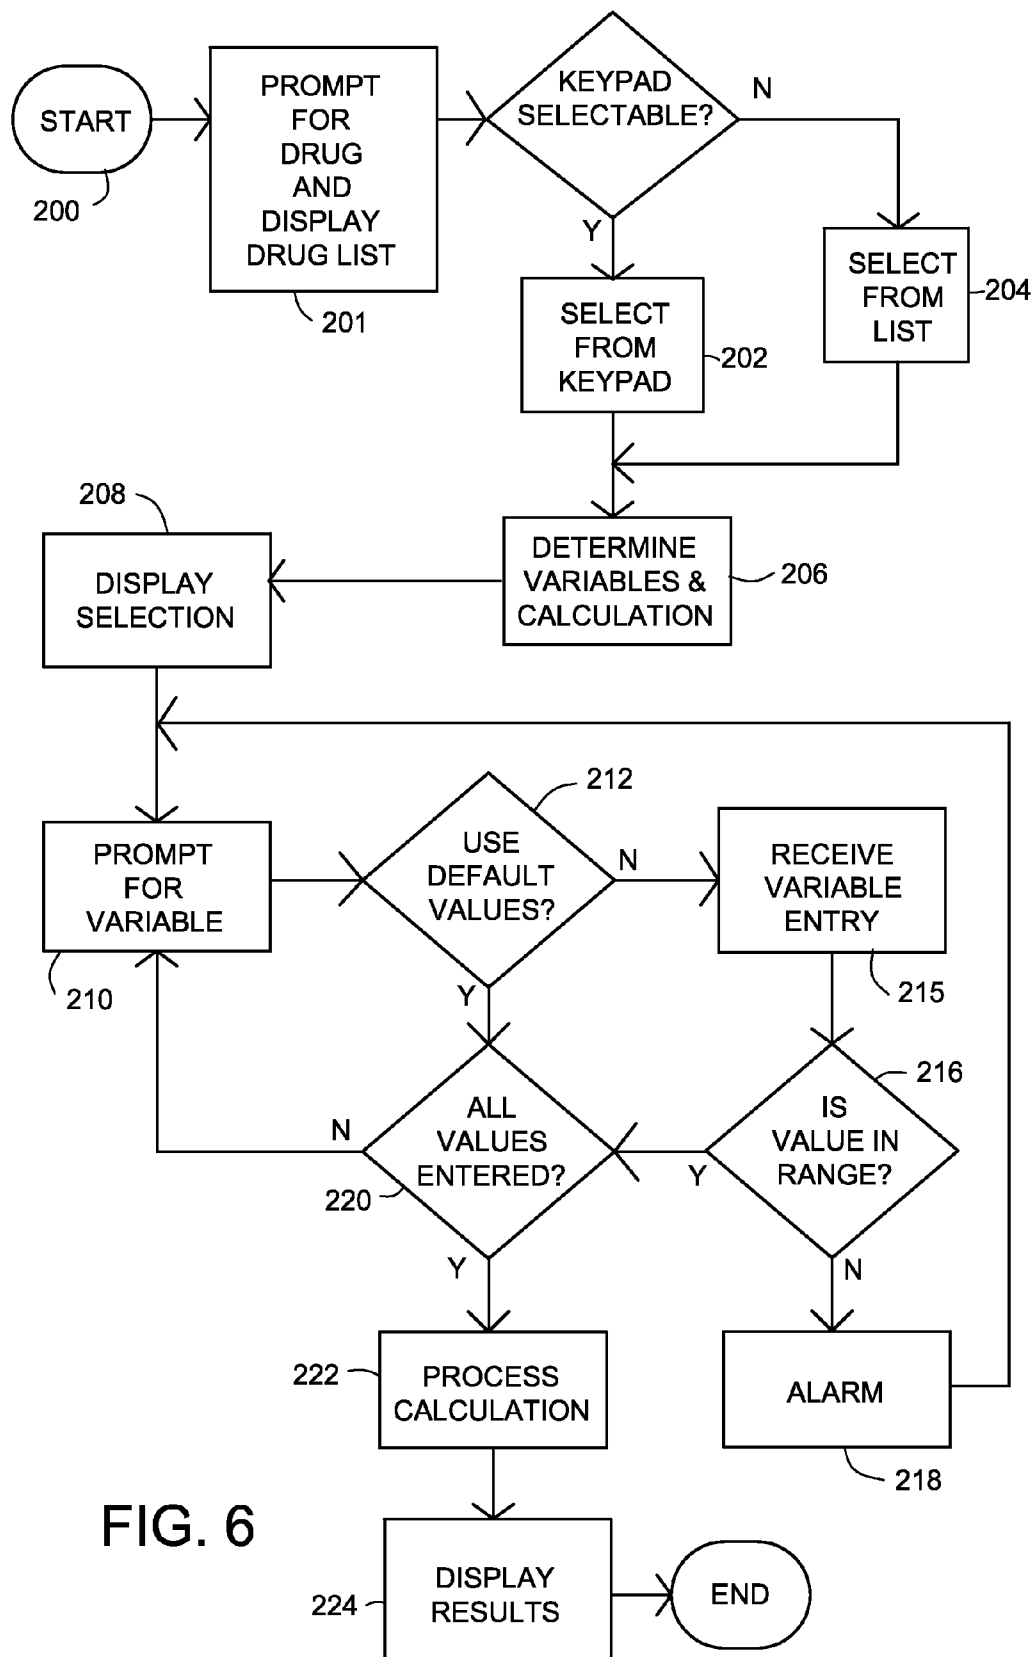 START
200
PROMPT
FOR
DRUG
AND
DISPLAY
DRUG LIST
201
KEYPAD
SELECTABLE?
N
Y
SELECT
FROM
KEYPAD
202
SELECT
FROM
LIST
204
DETERMINE
VARIABLES &
CALCULATION
206
208
DISPLAY
SELECTION
PROMPT
FOR
VARIABLE
210
212
USE
DEFAULT
VALUES?
N
Y
RECEIVE
VARIABLE
ENTRY
215
216
IS
VALUE IN
RANGE?
Y
N
ALL
VALUES
ENTERED?
N
220
Y
222
PROCESS
CALCULATION
ALARM
218
FIG. 6
224
DISPLAY
RESULTS
END